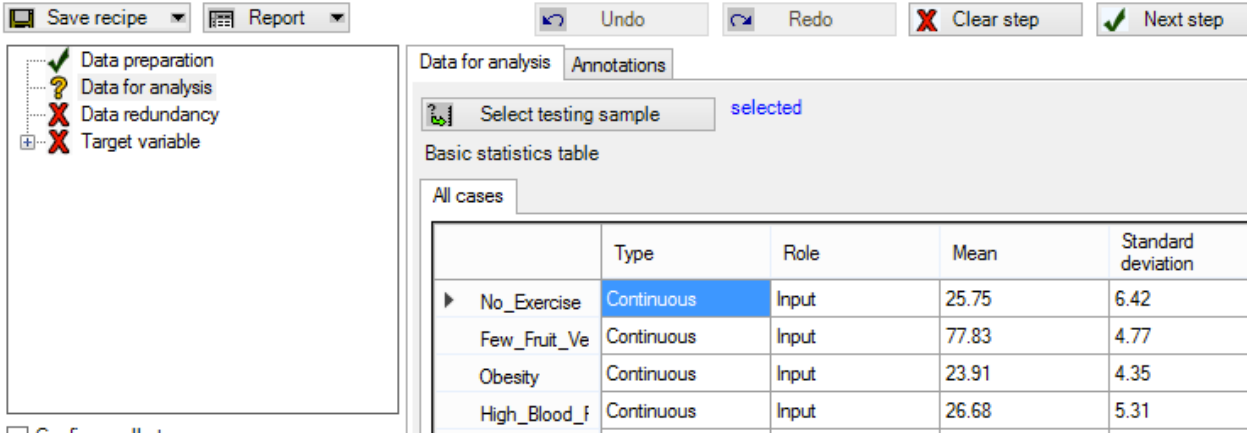 Save recipe Report Undo Redo Clear step Next step
Data preparation
Data for analysis
Data redundancy
Target variable
Data for analysis Annotations
Select testing sample selected
Basic statistics table
All cases
Type Role Mean Standard deviation
No_Exercise Continuous Input 25.75 6.42
Few_Fruit_Ve Continuous Input 77.83 4.77
Obesity Continuous Input 23.91 4.35
High_Blood_F Continuous Input 26.68 5.31